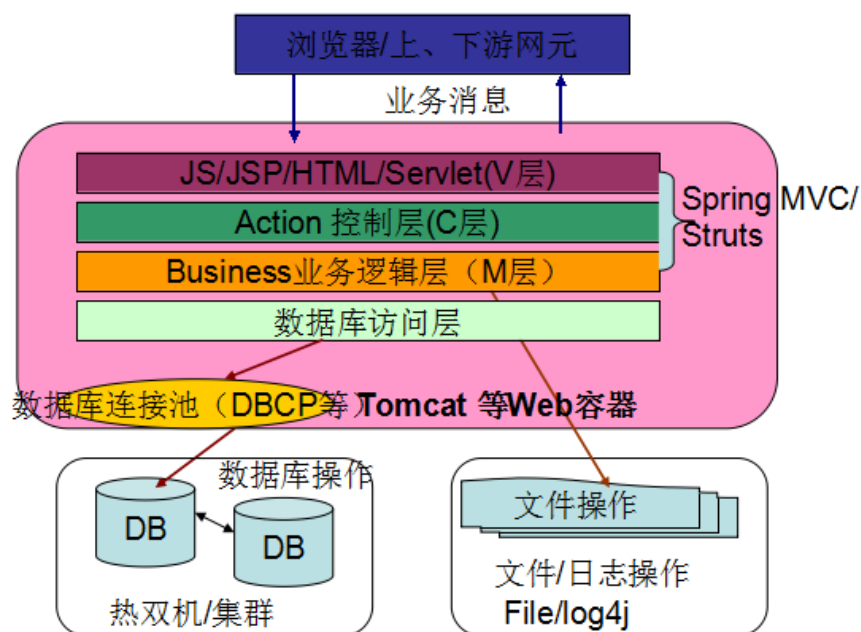 浏览器/上、下游网元
业务消息
JS/JSP/HTML/Servlet(V层)
Action 控制层(C层)
Business业务逻辑层（M层）
Spring MVC/
Struts
数据库访问层
数据库连接池（DBCP等）
Tomcat 等Web容器
数据库操作
DB
DB
热双机/集群
文件操作
文件/日志操作
File/log4j